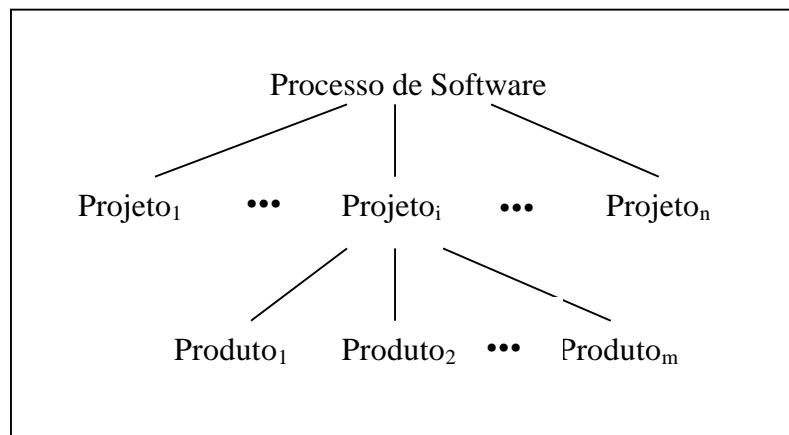 Processo de Software
Projeto₁ ••• Projetoᵢ ••• Projetoₙ
Produto₁ Produto₂ ••• Produtoₘ